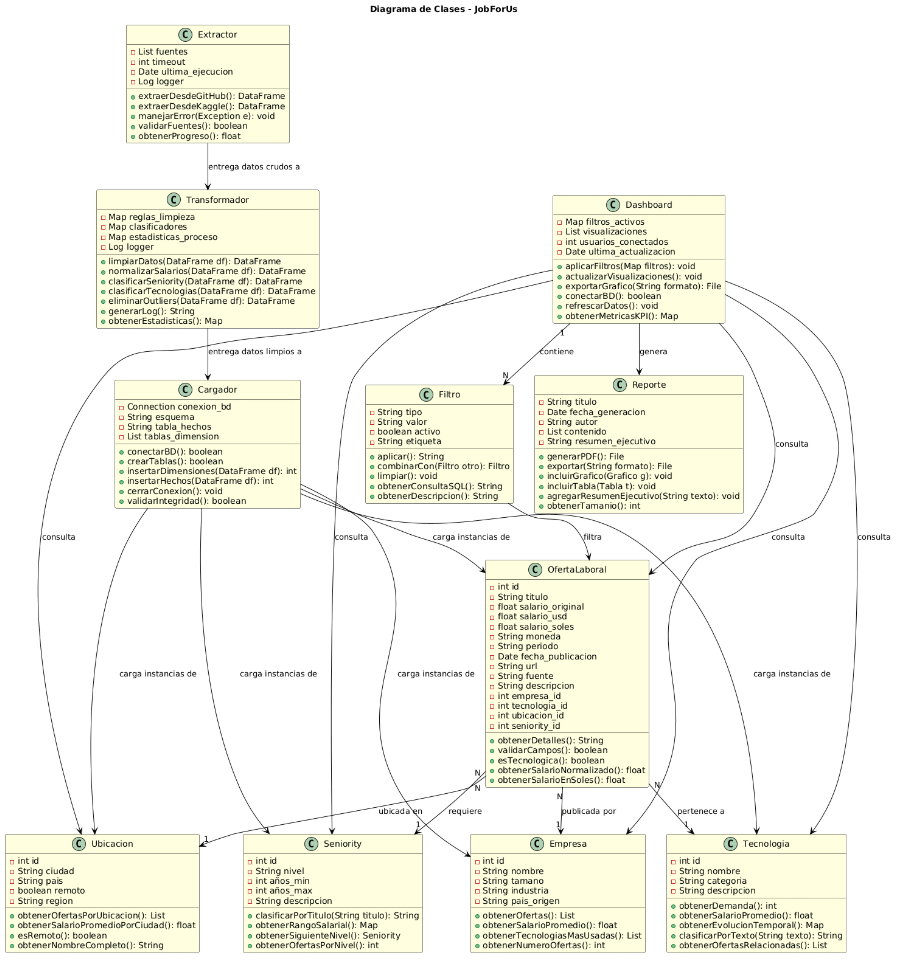 Diagrama de Clases - JobForUs
C Extractor
List fuentes
int timeout
Date ultima_ejecucion
Log logger
extraerDesdeGitHub(): DataFrame
extraerDesdeKaggle(): DataFrame
manejarError(Exception e): void
validarFuentes(): boolean
obtenerProgreso(): float
entrega datos crudos a
C Transformador
Map reglas_limpieza
Map clasificadores
Map estadisticas_proceso
Log logger
limpiarDatos(DataFrame df): DataFrame
normalizarSalarios(DataFrame df): DataFrame
clasificarSeniority(DataFrame df): DataFrame
clasificarTecnologias(DataFrame df): DataFrame
eliminarOutliers(DataFrame df): DataFrame
generarLog(): String
obtenerEstadisticas(): Map
C Dashboard
Map filtros_activos
List visualizaciones
int usuarios_conectados
Date ultima_actualizacion
aplicarFiltros(Map filtros): void
actualizarVisualizaciones(): void
exportarGrafico(String formato): File
conectarBD(): boolean
refrescarDatos(): void
obtenerMetricasKPI(): Map
entrega datos limpios a
1
contiene
N
genera
C Cargador
Connection conexion_bd
String esquema
String tabla_hechos
List tablas_dimension
conectarBD(): boolean
crearTablas(): boolean
insertarDimensiones(DataFrame df): int
insertarHechos(DataFrame df): int
cerrarConexion(): void
validarIntegridad(): boolean
C Filtro
String tipo
String valor
boolean activo
String etiqueta
aplicar(): String
combinarCon(Filtro otro): Filtro
limpiar(): void
obtenerConsultaSQL(): String
obtenerDescripcion(): String
C Reporte
String titulo
Date fecha_generacion
String autor
List contenido
String resumen_ejecutivo
generarPDF(): File
exportar(String formato): File
incluirGrafico(Grafico g): void
incluirTabla(Tabla t): void
agregarResumenEjecutivo(String texto): void
obtenerTamanio(): int
consulta
consulta
consulta
carga instancias de
filtra
consulta
consulta
C OfertaLaboral
int id
String titulo
float salario_original
float salario_usd
float salario_soles
String moneda
String periodo
Date fecha_publicacion
String url
String fuente
String descripcion
int empresa_id
int tecnologia_id
int ubicacion_id
int seniority_id
obtenerDetalles(): String
validarCampos(): boolean
esTecnologica(): boolean
obtenerSalarioNormalizado(): float
obtenerSalarioEnSoles(): float
carga instancias de
carga instancias de
carga instancias de
carga instancias de
N
N
N
N
ubicada en
requiere
publicada por
pertenece a
1
1
1
1
C Ubicacion
int id
String ciudad
String pais
boolean remoto
String region
obtenerOfertasPorUbicacion(): List
obtenerSalarioPromedioPorCiudad(): float
esRemoto(): boolean
obtenerNombreCompleto(): String
C Seniority
int id
String nivel
int años_min
int años_max
String descripcion
clasificarPorTitulo(String titulo): String
obtenerRangoSalarial(): Map
obtenerSiguienteNivel(): Seniority
obtenerOfertasPorNivel(): int
C Empresa
int id
String nombre
String tamano
String industria
String pais_origen
obtenerOfertas(): List
obtenerSalarioPromedio(): float
obtenerTecnologiasMasUsadas(): List
obtenerNumeroOfertas(): int
C Tecnologia
int id
String nombre
String categoria
String descripcion
obtenerDemanda(): int
obtenerSalarioPromedio(): float
obtenerEvolucionTemporal(): Map
clasificarPorTexto(String texto): String
obtenerOfertasRelacionadas(): List